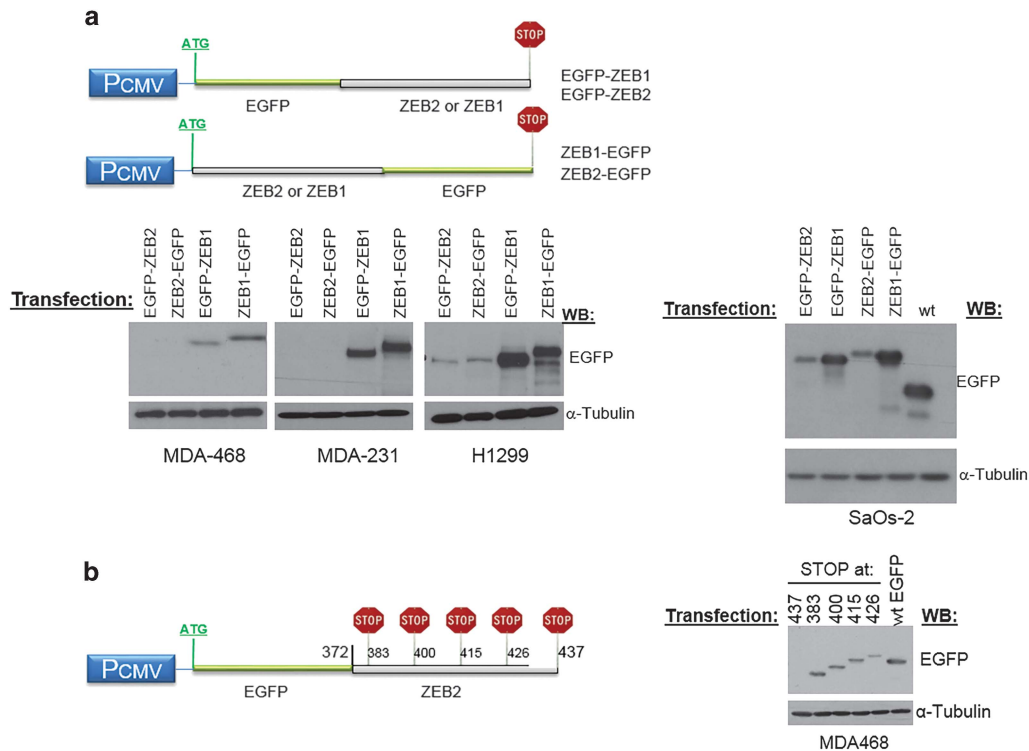 a
ATG
STOP
PCMV
EGFP
ZEB2 or ZEB1
EGFP-ZEB1
EGFP-ZEB2
ATG
STOP
PCMV
ZEB2 or ZEB1
EGFP
ZEB1-EGFP
ZEB2-EGFP
Transfection:
EGFP-ZEB2
ZEB2-EGFP
EGFP-ZEB1
ZEB1-EGFP
EGFP-ZEB2
ZEB2-EGFP
EGFP-ZEB1
ZEB1-EGFP
EGFP-ZEB2
ZEB2-EGFP
EGFP-ZEB1
ZEB1-EGFP
WB:
EGFP
α-Tubulin
MDA-468
MDA-231
H1299
Transfection:
EGFP-ZEB2
EGFP-ZEB1
ZEB2-EGFP
ZEB1-EGFP
wt
WB:
EGFP
α-Tubulin
SaOs-2
b
ATG
STOP
STOP
STOP
STOP
STOP
372
383
400
415
426
437
PCMV
EGFP
ZEB2
STOP at:
Transfection:
437
383
400
415
426
wt EGFP
WB:
EGFP
α-Tubulin
MDA468